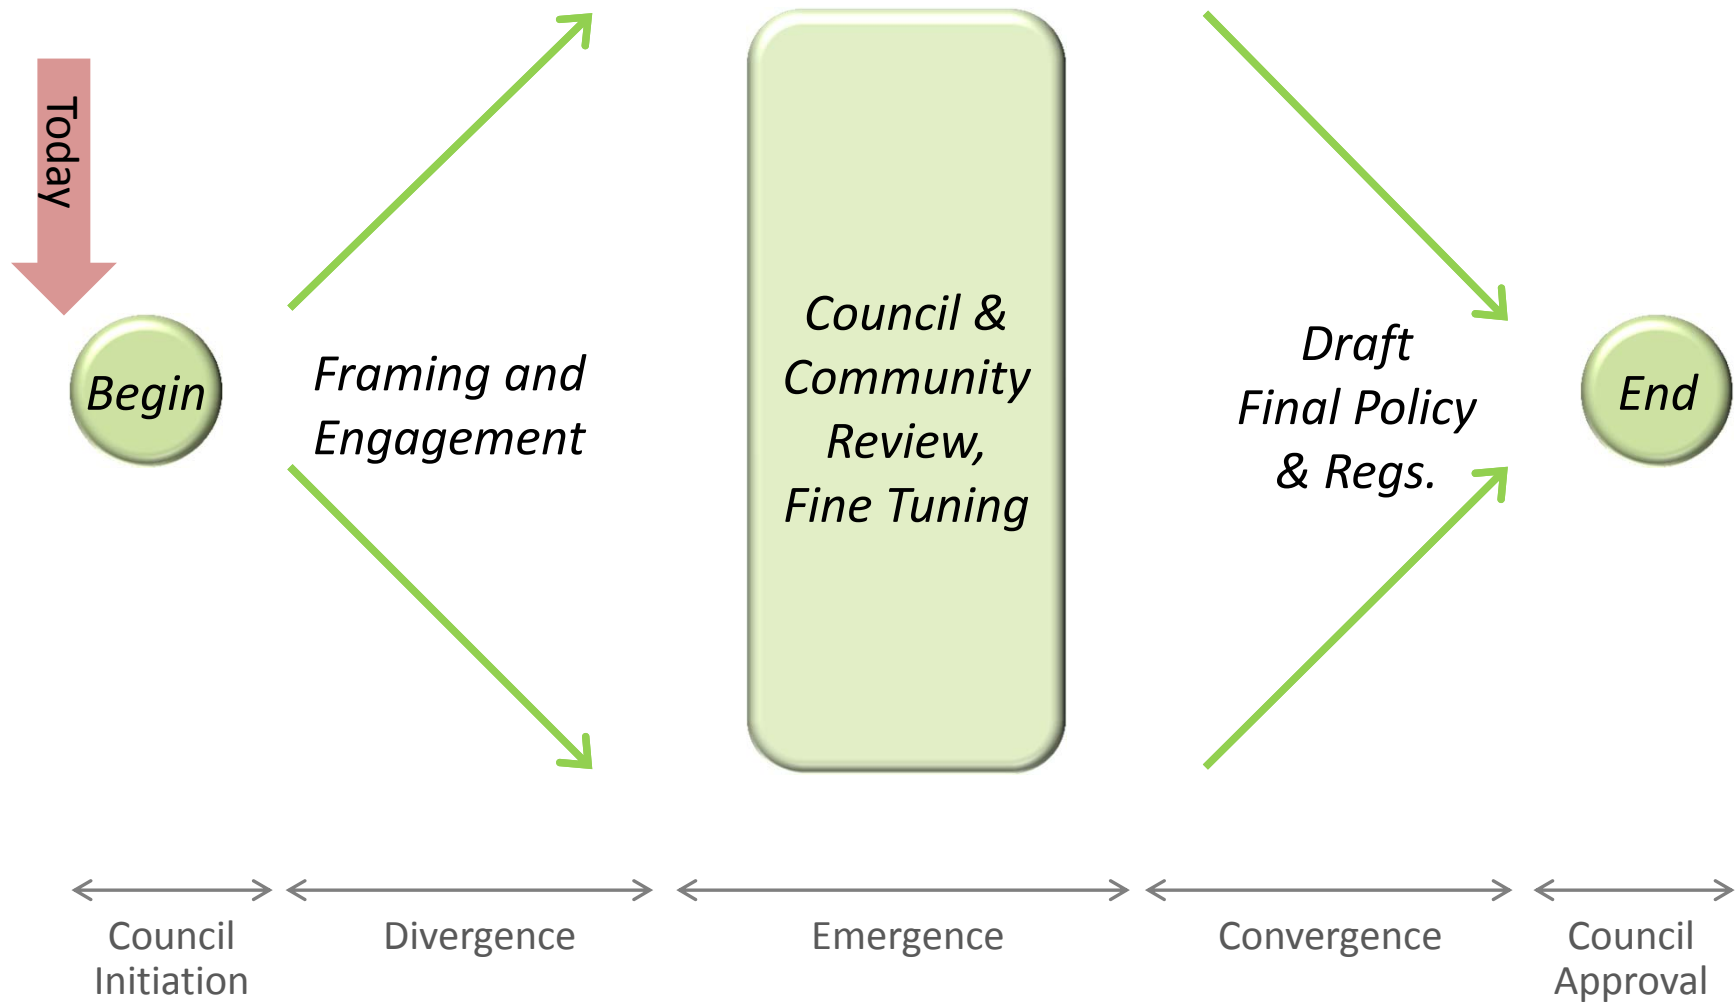 Today
Begin
Framing and
Engagement
Council &
Community
Review,
Fine Tuning
Draft
Final Policy
& Regs.
End
Council
Initiation
Divergence
Emergence
Convergence
Council
Approval